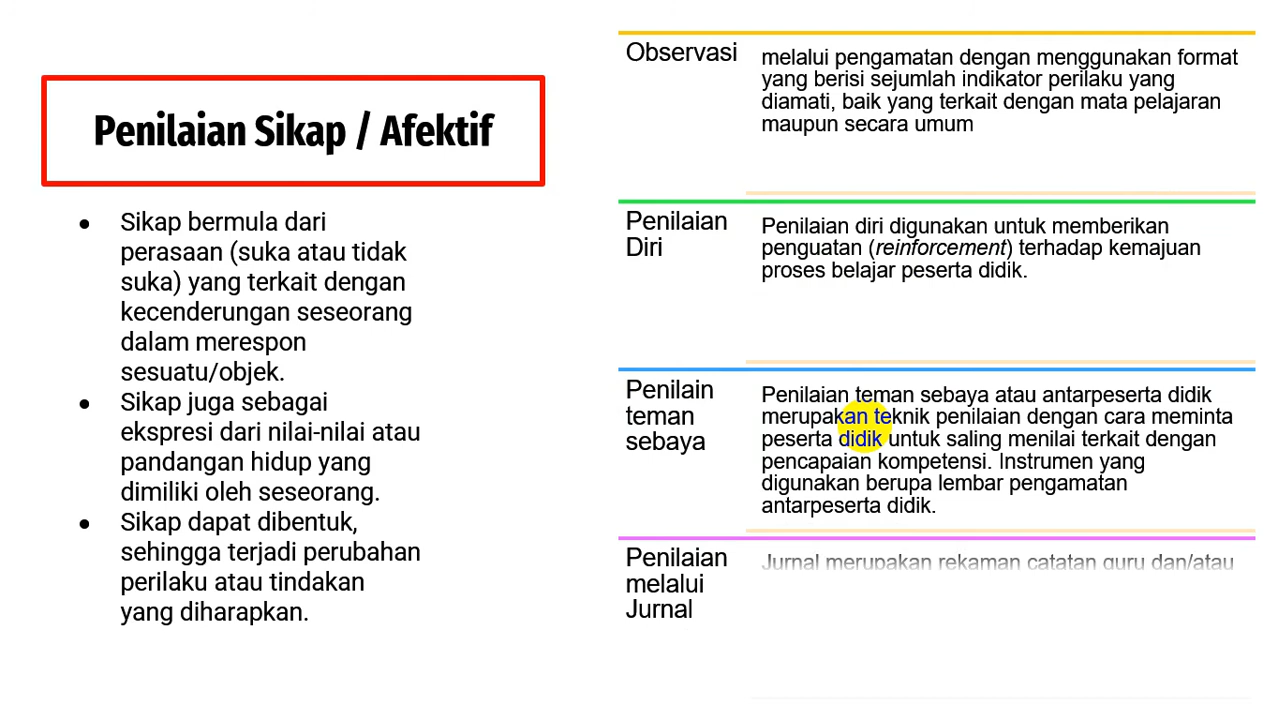 Penilaian Sikap / Afektif
● Sikap bermula dari
perasaan (suka atau tidak
suka) yang terkait dengan
kecenderungan seseorang
dalam merespon
sesuatu/objek.
● Sikap juga sebagai
ekspresi dari nilai-nilai atau
pandangan hidup yang
dimiliki oleh seseorang.
● Sikap dapat dibentuk,
sehingga terjadi perubahan
perilaku atau tindakan
yang diharapkan.
Observasi
melalui pengamatan dengan menggunakan format
yang berisi sejumlah indikator perilaku yang
diamati, baik yang terkait dengan mata pelajaran
maupun secara umum
Penilaian
Diri
Penilaian diri digunakan untuk memberikan
penguatan (reinforcement) terhadap kemajuan
proses belajar peserta didik.
Penilain
teman
sebaya
Penilaian teman sebaya atau antarpeserta didik
merupakan teknik penilaian dengan cara meminta
peserta didik untuk saling menilai terkait dengan
pencapaian kompetensi. Instrumen yang
digunakan berupa lembar pengamatan
antarpeserta didik.
Penilaian
melalui
Jurnal
Jurnal merupakan rekaman catatan guru dan/atau